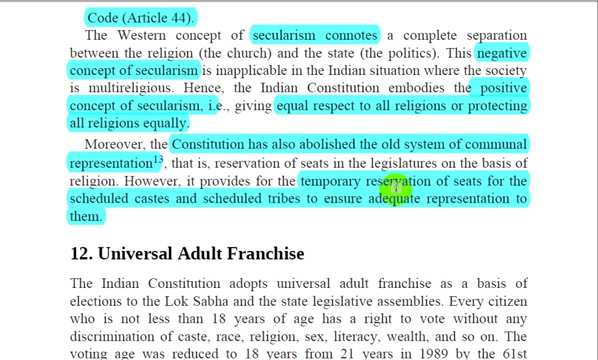 Code (Article 44).
The Western concept of secularism connotes a complete separation
between the religion (the church) and the state (the politics). This negative
concept of secularism is inapplicable in the Indian situation where the society
is multireligious. Hence, the Indian Constitution embodies the positive
concept of secularism, i.e., giving equal respect to all religions or protecting
all religions equally.
Moreover, the Constitution has also abolished the old system of communal
representation13, that is, reservation of seats in the legislatures on the basis of
religion. However, it provides for the temporary reservation of seats for the
scheduled castes and scheduled tribes to ensure adequate representation to
them.
12. Universal Adult Franchise
The Indian Constitution adopts universal adult franchise as a basis of
elections to the Lok Sabha and the state legislative assemblies. Every citizen
who is not less than 18 years of age has a right to vote without any
discrimination of caste, race, religion, sex, literacy, wealth, and so on. The
voting age was reduced to 18 years from 21 years in 1989 by the 61st